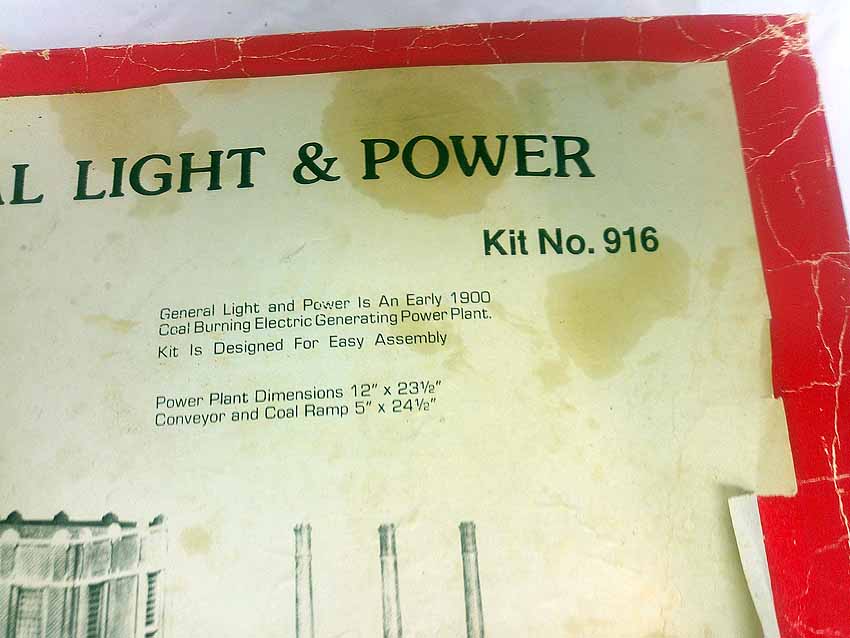 AL LIGHT & POWER
Kit No. 916
General Light and Power Is An Early 1900
Coal Burning Electric Generating Power Plant.
Kit Is Designed For Easy Assembly
Power Plant Dimensions 12" x 23½"
Conveyor and Coal Ramp 5" x 24½"